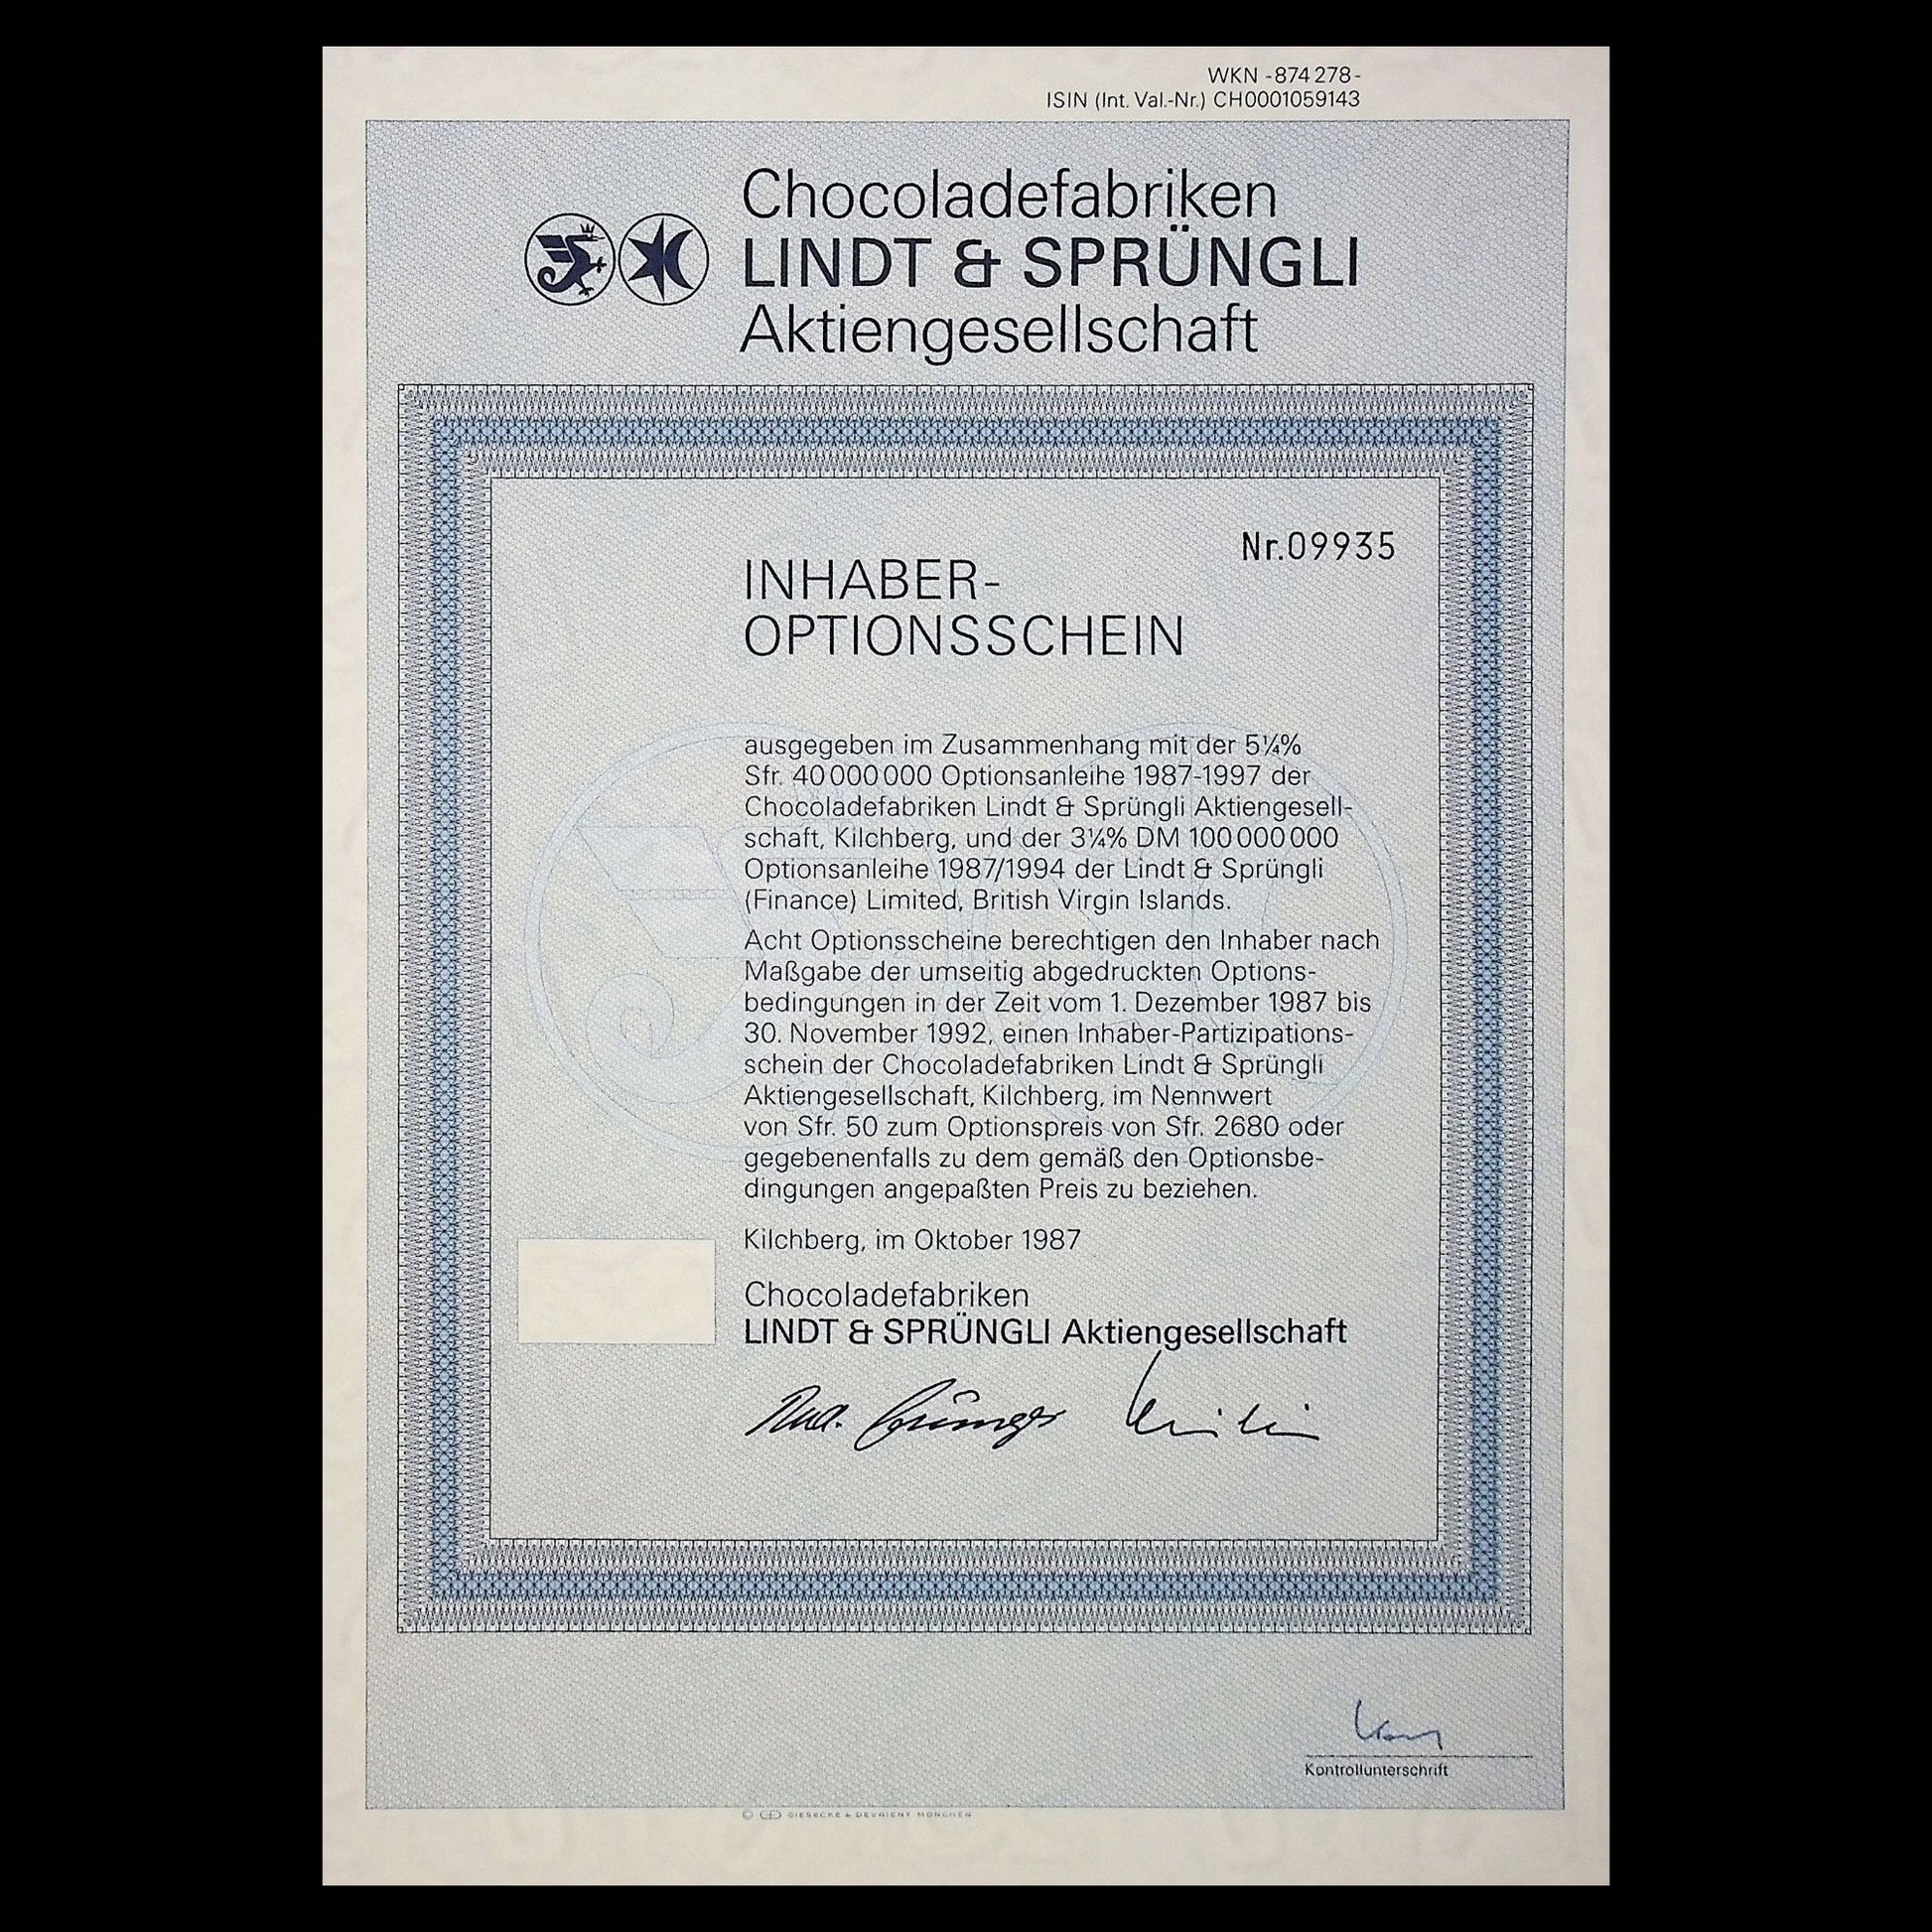 WKN -874 278-
ISIN (Int. Val.-Nr.) CH0001059143
Chocoladefabriken
LINDT & SPRÜNGLI
Aktiengesellschaft
Nr.09935
INHABER-
OPTIONSSCHEIN
ausgegeben im Zusammenhang mit der 5¼%
Sfr. 40 000 000 Optionsanleihe 1987-1997 der
Chocoladefabriken Lindt & Sprüngli Aktiengesell-
schaft, Kilchberg, und der 3¼% DM 100 000 000
Optionsanleihe 1987/1994 der Lindt & Sprüngli
(Finance) Limited, British Virgin Islands.
Acht Optionsscheine berechtigen den Inhaber nach
Maßgabe der umseitig abgedruckten Options-
bedingungen in der Zeit vom 1. Dezember 1987 bis
30. November 1992, einen Inhaber-Partizipations-
schein der Chocoladefabriken Lindt & Sprüngli
Aktiengesellschaft, Kilchberg, im Nennwert
von Sfr. 50 zum Optionspreis von Sfr. 2680 oder
gegebenenfalls zu dem gemäß den Optionsbe-
dingungen angepaßten Preis zu beziehen.
Kilchberg, im Oktober 1987
Chocoladefabriken
LINDT & SPRÜNGLI Aktiengesellschaft
Kontrollunterschrift
© GIESECKE & DEVRIENT MÜNCHEN